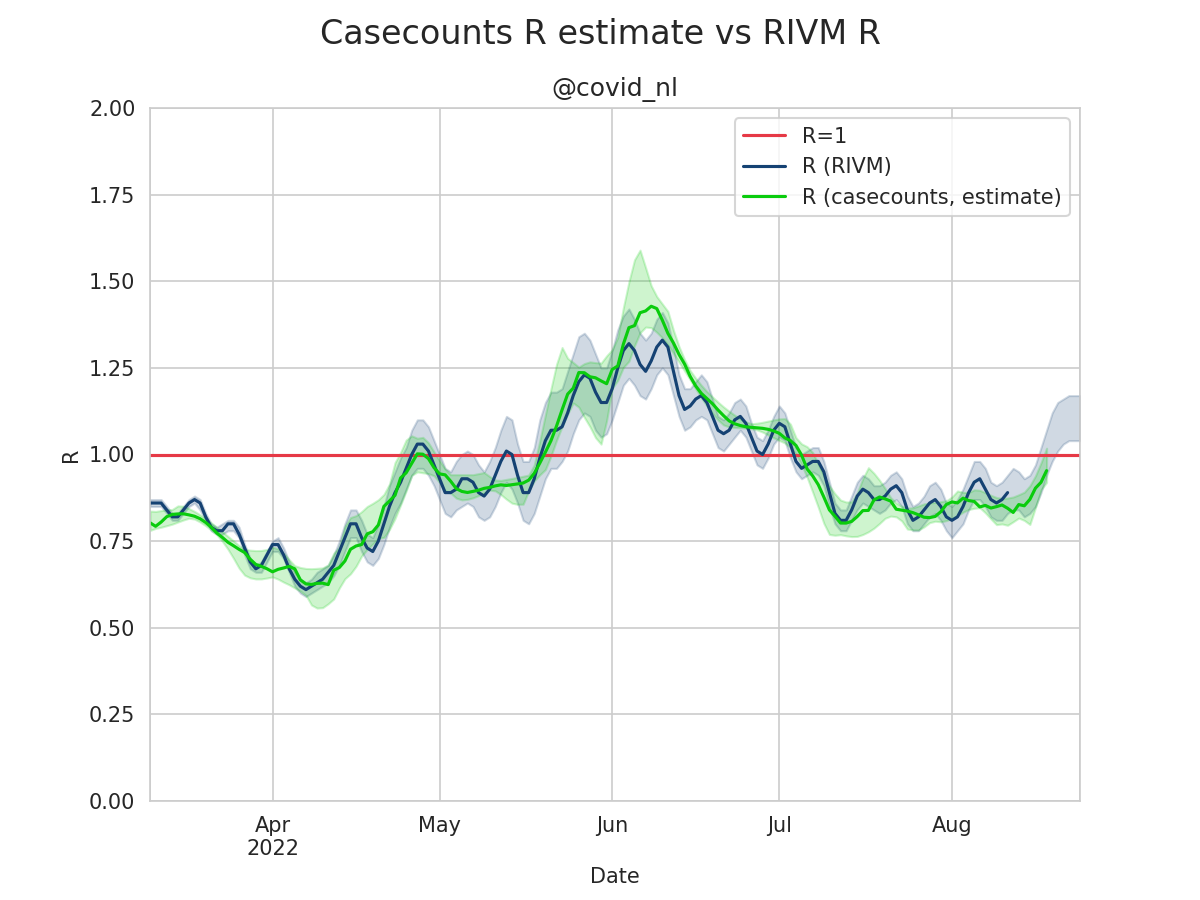 Casecounts R estimate vs RIVM R
@covid_nl
R=1
R (RIVM)
R (casecounts, estimate)
2.00
1.75
1.50
1.25
1.00
0.75
0.50
0.25
0.00
R
Apr
2022
May
Jun
Jul
Aug
Date